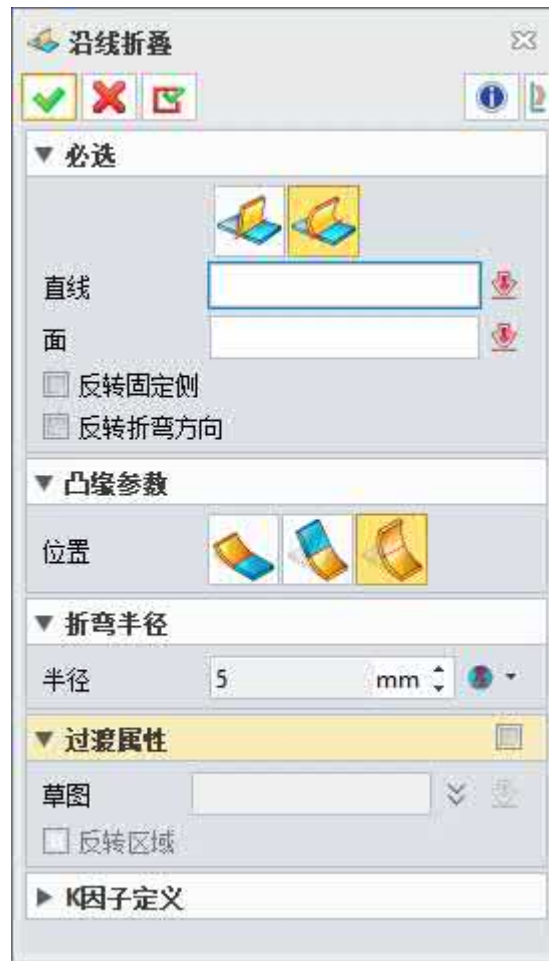 沿线折叠
必选
直线
面
反转固定侧
反转折弯方向
凸缘参数
位置
折弯半径
半径 5 mm
过渡属性
草图
反转区域
K因子定义